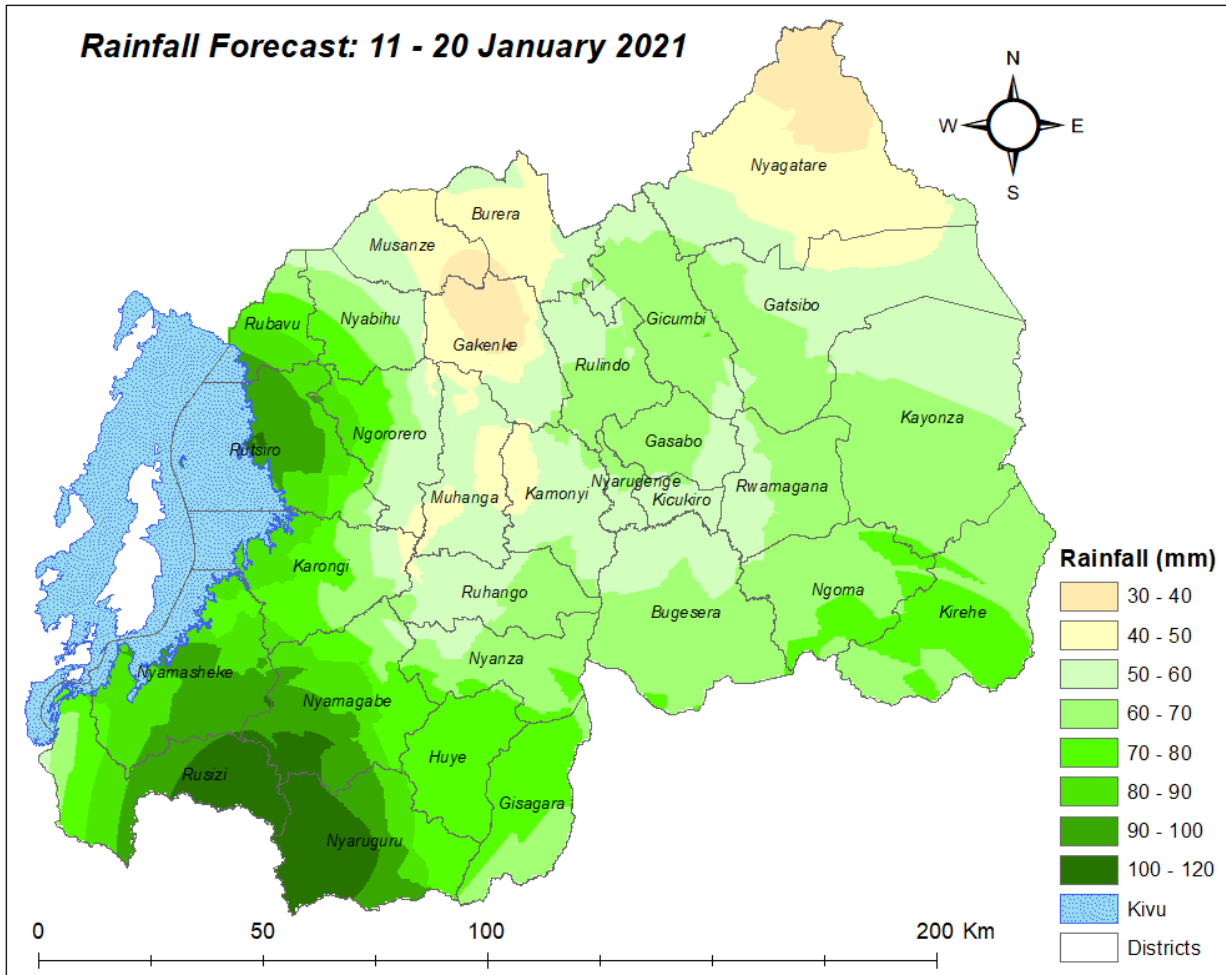 Rainfall Forecast: 11 - 20 January 2021
N
W
E
S
Nyagatare
Burera
Musanze
Gatsibo
Rubavu
Nyabihu
Gicumbi
Gakenke
Rulindo
Kayonza
Ngororero
Gasabo
Rutsiro
Nyarugenge
Rwamagana
Muhanga
Kamonyi
Kicukiro
Karongi
Ruhango
Bugesera
Ngoma
Kirehe
Nyanza
Nyamasheke
Nyamagabe
Huye
Rusizi
Gisagara
Nyaruguru
Rainfall (mm)
30 - 40
40 - 50
50 - 60
60 - 70
70 - 80
80 - 90
90 - 100
100 - 120
Kivu
Districts
0 50 100 200 Km